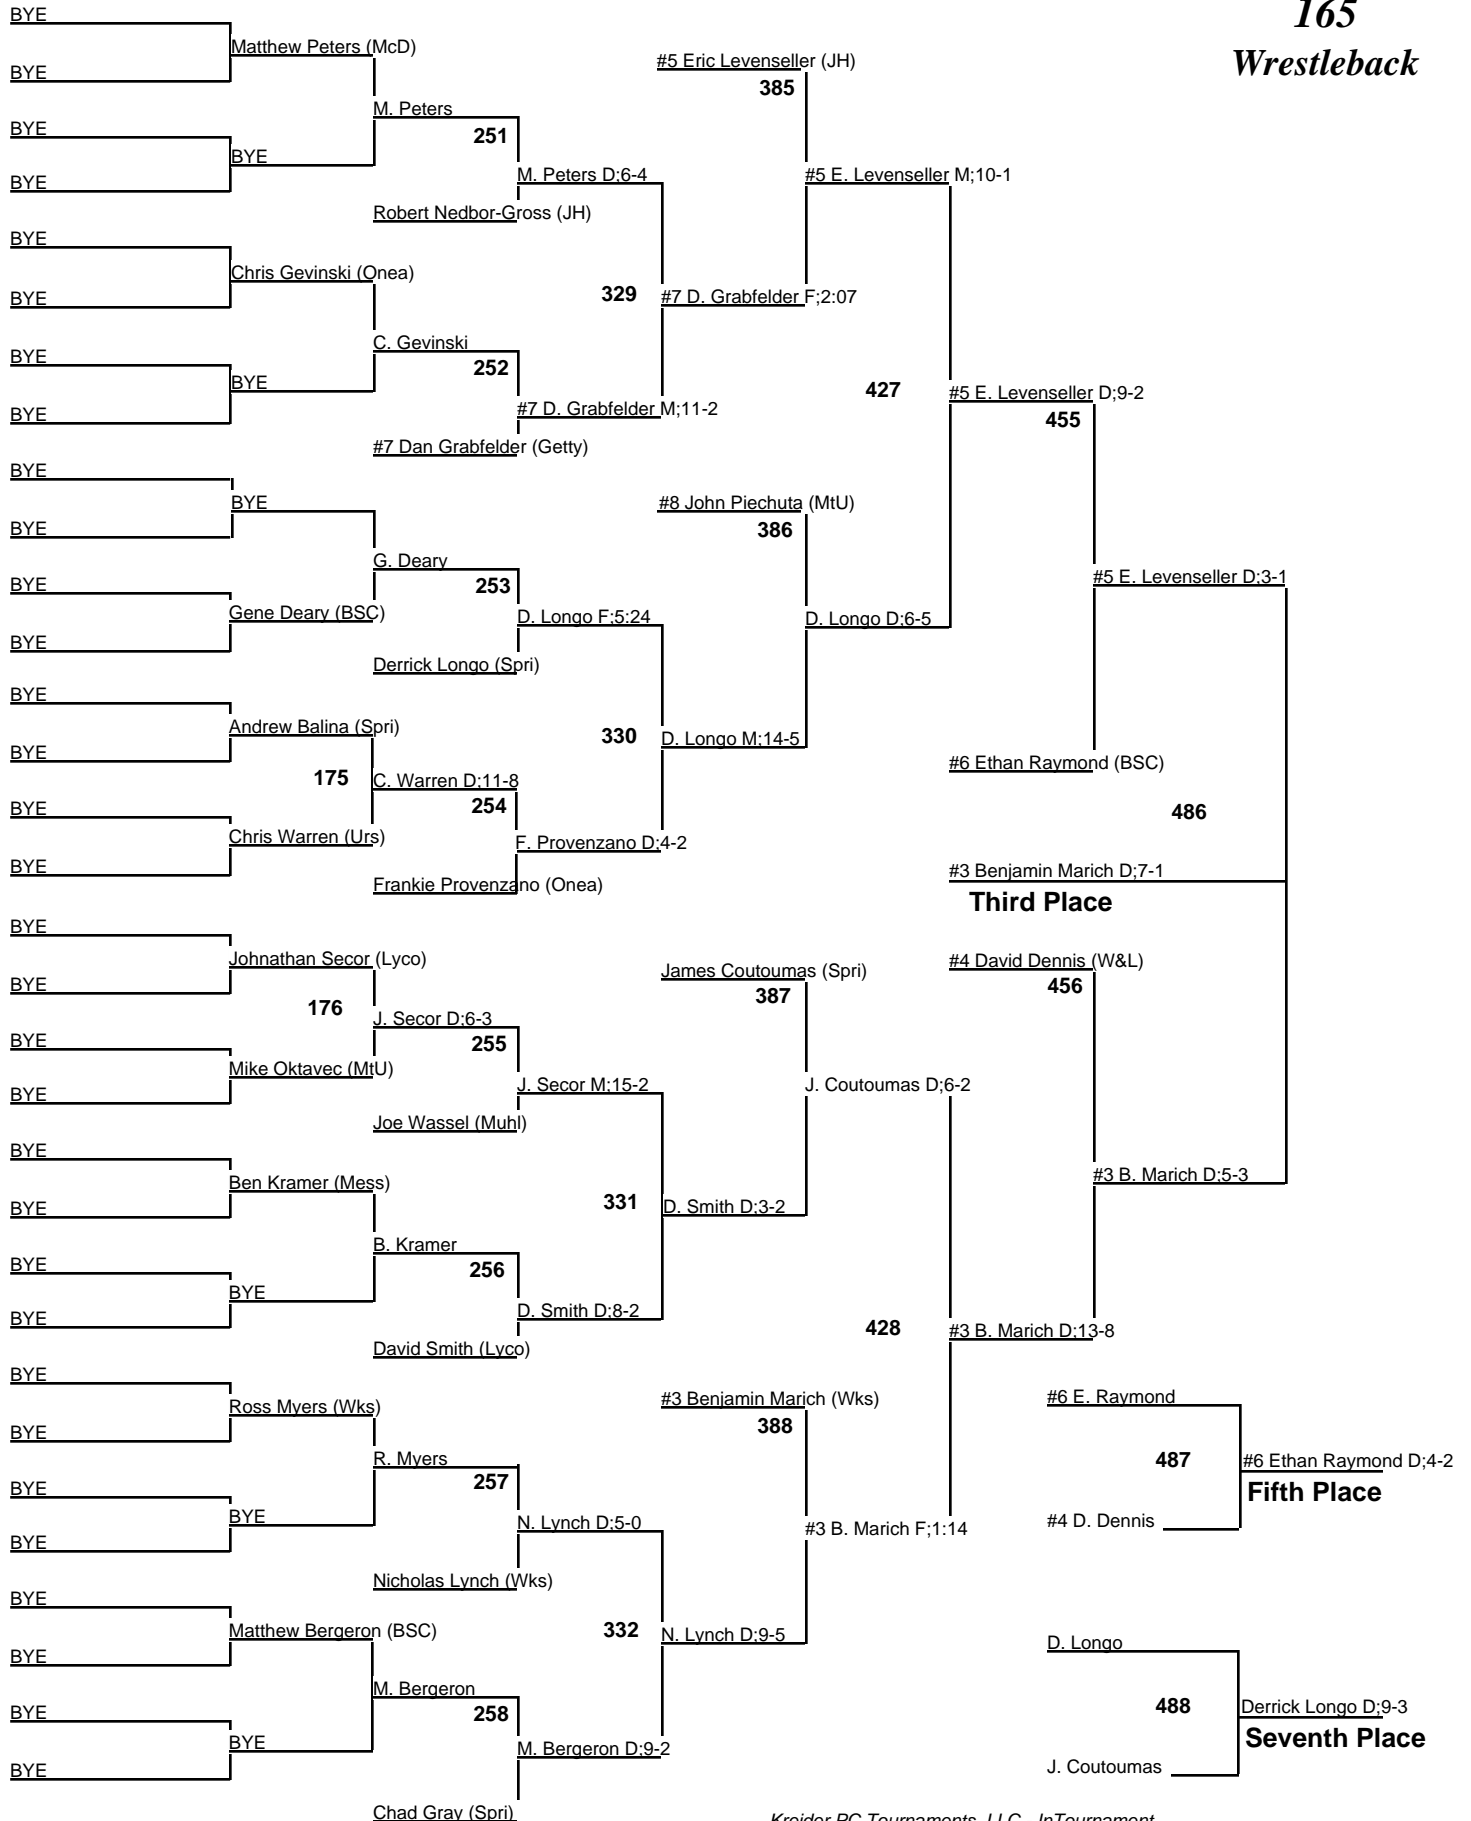 165
Wrestleback
BYE
Matthew Peters (McD)
BYE
#5 Eric Levenseller (JH)
385
M. Peters
BYE
251
BYE
BYE
M. Peters D;6-4
#5 E. Levenseller M;10-1
Robert Nedbor-Gross (JH)
BYE
Chris Gevinski (Onea)
BYE
329
#7 D. Grabfelder F;2:07
C. Gevinski
BYE
252
BYE
427
#5 E. Levenseller D;9-2
BYE
#7 D. Grabfelder M;11-2
455
#7 Dan Grabfelder (Getty)
BYE
BYE
#8 John Piechuta (MtU)
BYE
386
G. Deary
#5 E. Levenseller D;3-1
BYE
253
Gene Deary (BSC)
D. Longo F;5:24
D. Longo D;6-5
BYE
Derrick Longo (Spri)
BYE
Andrew Balina (Spri)
330
D. Longo M;14-5
BYE
#6 Ethan Raymond (BSC)
175
C. Warren D;11-8
BYE
254
486
Chris Warren (Urs)
F. Provenzano D;4-2
BYE
#3 Benjamin Marich D;7-1
Frankie Provenzano (Onea)
Third Place
BYE
Johnathan Secor (Lyco)
#4 David Dennis (W&L)
James Coutoumas (Spri)
BYE
456
387
176
J. Secor D;6-3
BYE
255
Mike Oktavec (MtU)
J. Secor M;15-2
J. Coutoumas D;6-2
BYE
Joe Wassel (Muhl)
BYE
#3 B. Marich D;5-3
Ben Kramer (Mess)
BYE
331
D. Smith D;3-2
B. Kramer
BYE
256
BYE
D. Smith D;8-2
BYE
428
#3 B. Marich D;13-8
David Smith (Lyco)
BYE
#3 Benjamin Marich (Wks)
#6 E. Raymond
Ross Myers (Wks)
BYE
388
R. Myers
487
#6 Ethan Raymond D;4-2
BYE
257
Fifth Place
BYE
N. Lynch D;5-0
#4 D. Dennis
#3 B. Marich F;1:14
BYE
Nicholas Lynch (Wks)
BYE
Matthew Bergeron (BSC)
332
N. Lynch D;9-5
BYE
D. Longo
M. Bergeron
BYE
258
488
Derrick Longo D;9-3
BYE
M. Bergeron D;9-2
Seventh Place
BYE
J. Coutoumas
Chad Gray (Spri)
Kreider PC Tournaments, LLC - InTournament